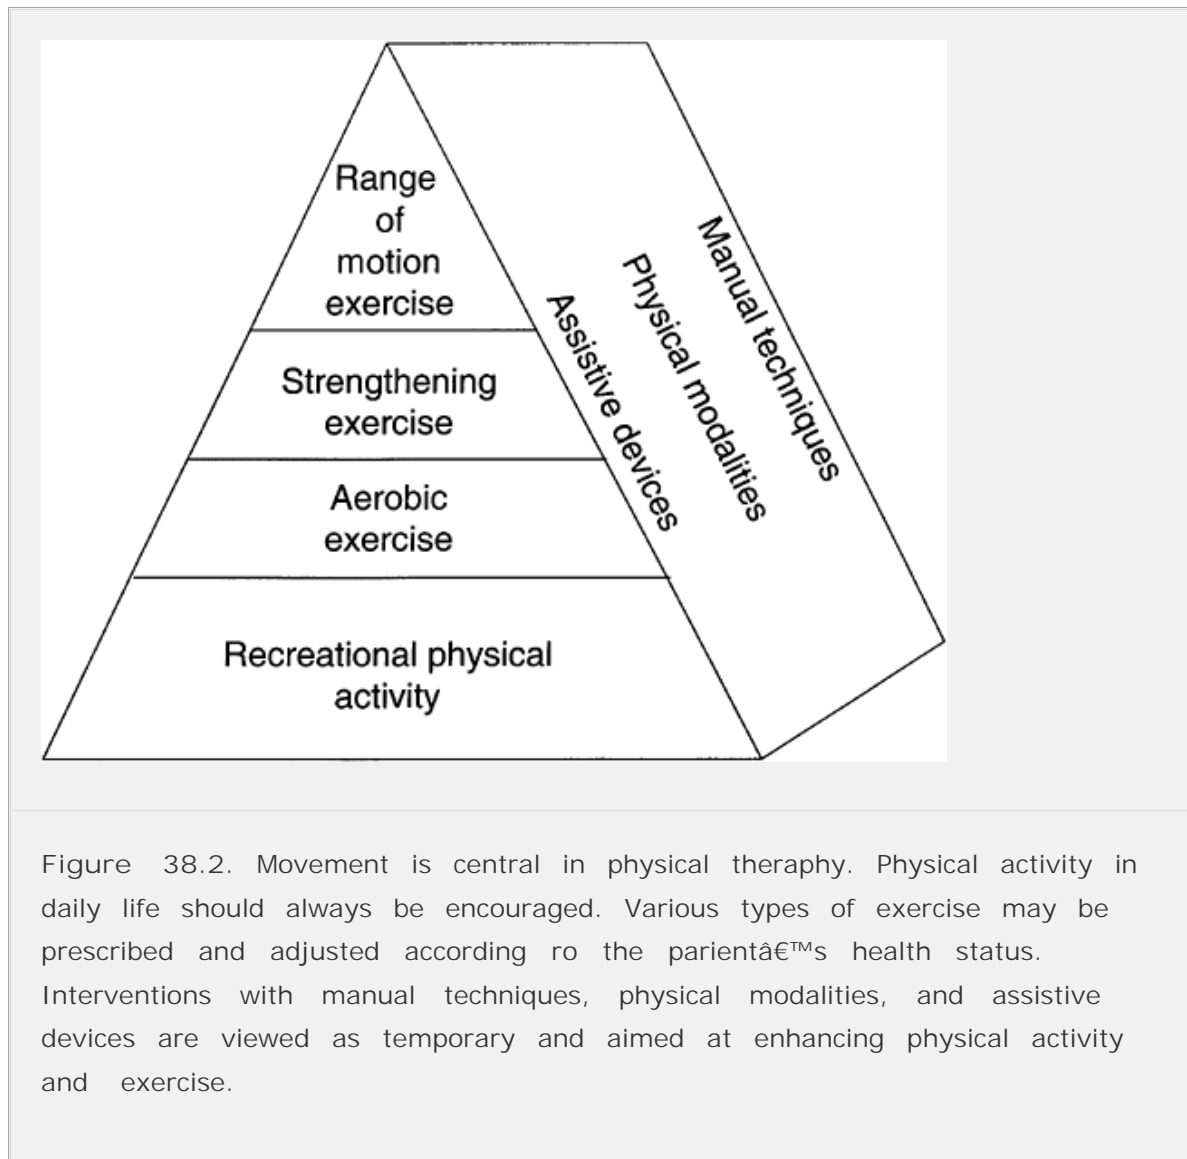 Range
of
motion
exercise
Strengthening
exercise
Aerobic
exercise
Recreational physical
activity
Assistive devices
Physical modalities
Manual techniques
Figure 38.2. Movement is central in physical theraphy. Physical activity in
daily life should always be encouraged. Various types of exercise may be
prescribed and adjusted according ro the parientâ€™s health status.
Interventions with manual techniques, physical modalities, and assistive
devices are viewed as temporary and aimed at enhancing physical activity
and exercise.